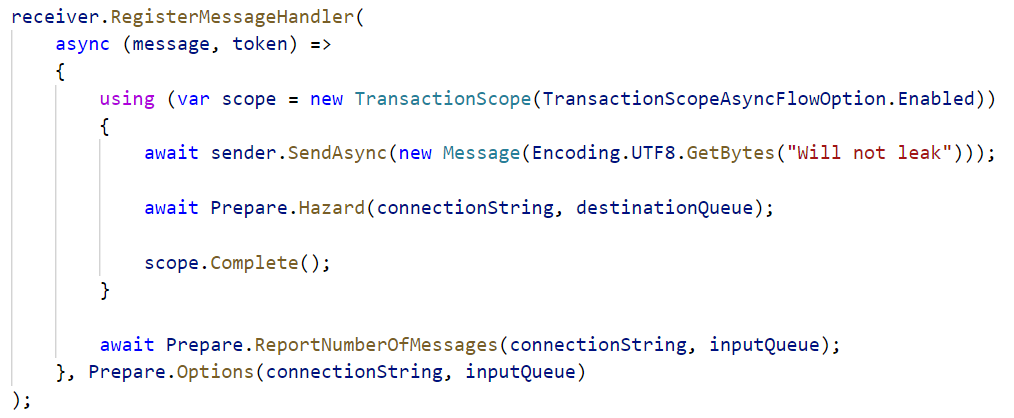 receiver.RegisterMessageHandler(
    async (message, token) =>
    {
        using (var scope = new TransactionScope(TransactionScopeAsyncFlowOption.Enabled))
        {
            await sender.SendAsync(new Message(Encoding.UTF8.GetBytes("Will not leak")));
            await Prepare.Hazard(connectionString, destinationQueue);
            scope.Complete();
        }
        await Prepare.ReportNumberOfMessages(connectionString, inputQueue);
    }, Prepare.Options(connectionString, inputQueue)
);